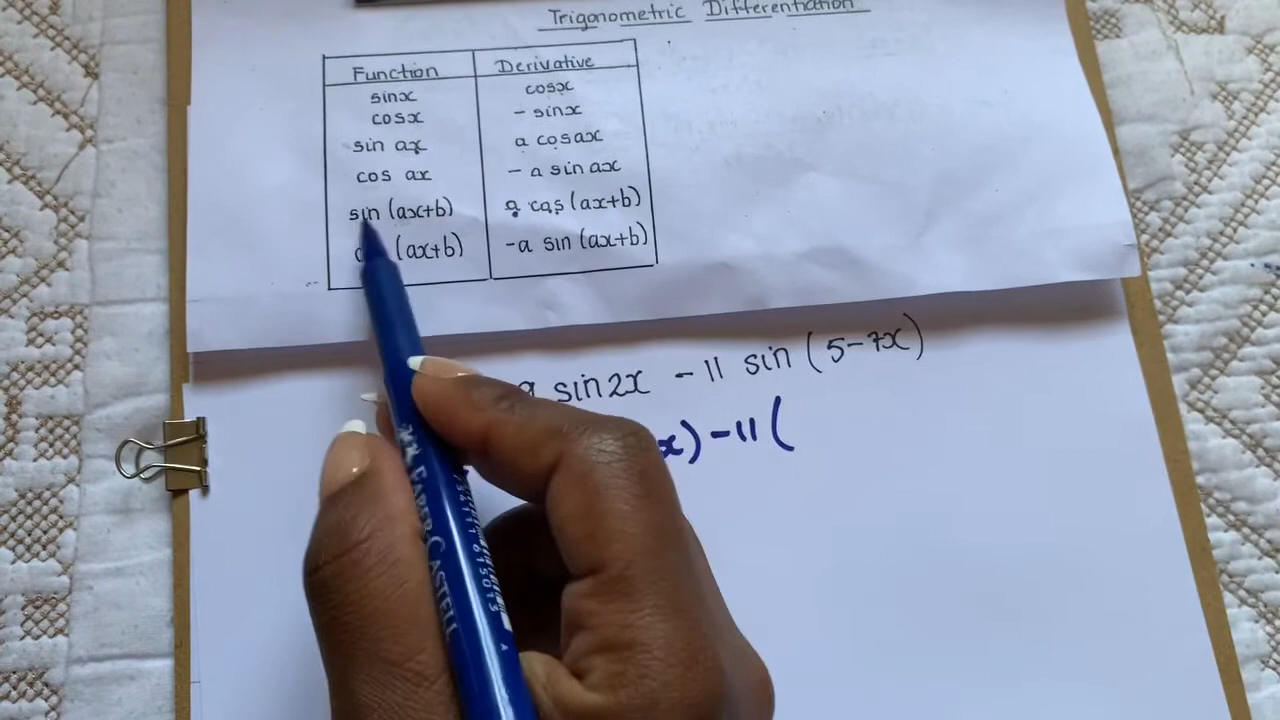 Trigonometric Differentiation
Function Derivative
sinx cosx
cosx - sinx
sin ax a cosax
cos ax - a sin ax
sin (ax+b) a cos (ax+b)
(ax+b) -a sin (ax+b)
sin2x - 11 sin (5-7x)
x) - 11 (
FABER-CASTELL